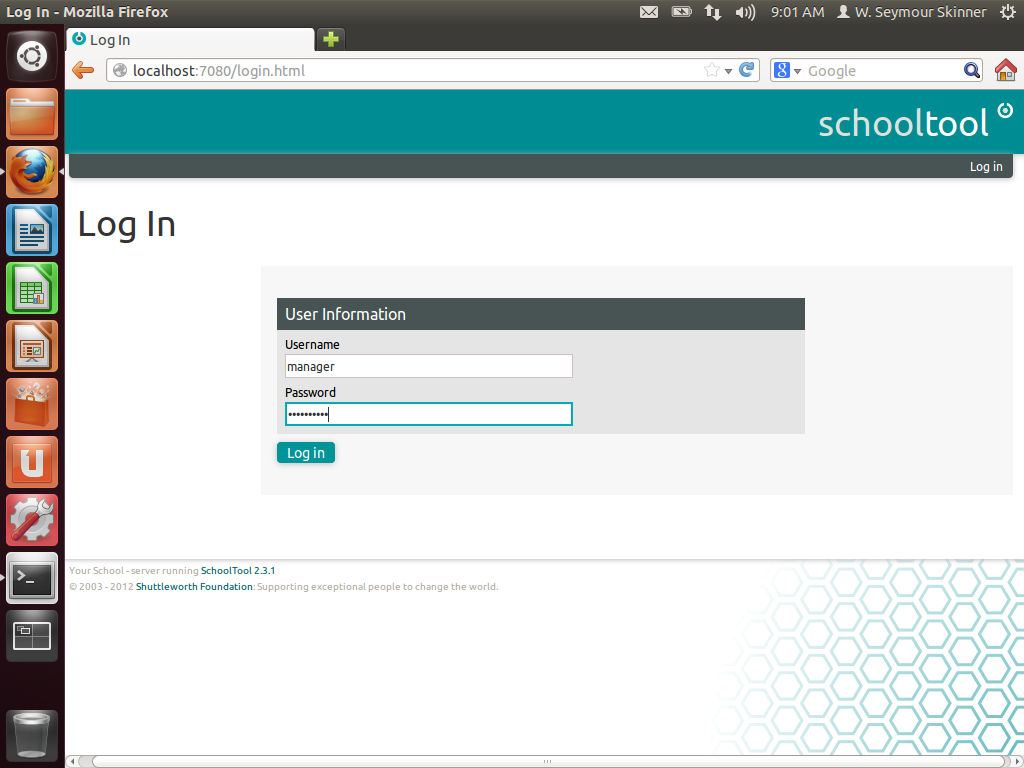 Log In - Mozilla Firefox
9:01 AM W. Seymour Skinner
Log In
localhost:7080/login.html
Google
schooltool
Log in
Log In
User Information
Username
manager
Password
••••••••••
Log in
Your School - server running SchoolTool 2.3.1
© 2003 - 2012 Shuttleworth Foundation: Supporting exceptional people to change the world.